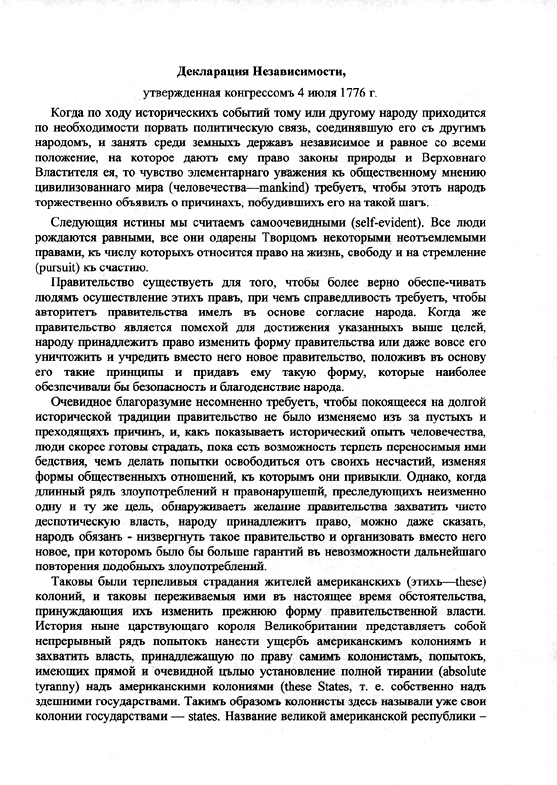 Декларация Независимости,
утвержденная конгрессомъ 4 июля 1776 г.
Когда по ходу историческихъ событий тому или другому народу приходится
по необходимости порвать политическую связь, соединявшую его съ другимъ
народомъ, и занять среди земныхъ державъ независимое и равное со всеми
положение, на которое даютъ ему право законы природы и Верховнаго
Властителя ея, то чувство элементарнаго уважения къ общественному мнению
цивилизованнаго мира (человечества—mankind) требуетъ, чтобы этотъ народъ
торжественно объявилъ о причинахъ, побудившихъ его на такой шагъ.
Следующия истины мы считаемъ самоочевидными (self-evident). Все люди
рождаются равными, все они одарены Творцомъ некоторыми неотъемлемыми
правами, къ числу которыхъ относится право на жизнь, свободу и на стремление
(pursuit) къ счастию.
Правительство существуетъ для того, чтобы более верно обеспе-чивать
людямъ осуществление этихъ правъ, при чемъ справедливость требуетъ, чтобы
авторитетъ правительства имелъ въ основе согласие народа. Когда же
правительство является помехой для достижения указанныхъ выше целей,
народу принадлежитъ право изменить форму правительства или даже вовсе его
уничтожить и учредить вместо него новое правительство, положивъ въ основу
его такие принципы и придавъ ему такую форму, которые наиболее
обезпечивали бы безопасность и благоденствие народа.
Очевидное благоразумие несомненно требуетъ, чтобы покоящееся на долгой
исторической традиции правительство не было изменяемо изъ за пустыхъ и
преходящяхъ причинъ, и, какъ показываетъ исторический опытъ человечества,
люди скорее готовы страдать, пока есть возможность терпсть переносимыя ими
бедствия, чемъ делать попытки освободиться отъ своихъ несчастий, изменяя
формы общественныхъ отношений, къ которымъ они привыкли. Однако, когда
длинный рядъ злоупотреблений н правонарушешй, преследующихъ неизменно
одну и ту же цель, обнаруживаетъ желание правительства захватить чисто
деспотическую власть, народу принадлежитъ право, можно даже сказать,
народъ обязанъ - низвергнуть такое правительство и организовать вместо него
новое, при которомъ было бы больше гарантий въ невозможности дальнейшаго
повторения подобныхъ злоупотреблений.
Таковы были терпеливыя страдания жителей американскихъ (этихъ—these)
колоний, и таковы переживаемыя ими въ настоящее время обстоятельства,
принуждающия ихъ изменить прежнюю форму правительственной власти.
История ныне царствующаго короля Великобритании представляетъ собой
непрерывный рядъ попытокъ нанести ущербъ американскимъ колониямъ и
захватить власть, принадлежащую по праву самимъ колонистамъ, попытокъ,
имеющихъ прямой и очевидной цълыо установление полной тирании (absolute
tyranny) надъ американскими колониями (these States, т. е. собственно надъ
здешними государствами. Такимъ образомъ колонисты здесь называли уже свои
колонии государствами — states. Название великой американской республики –